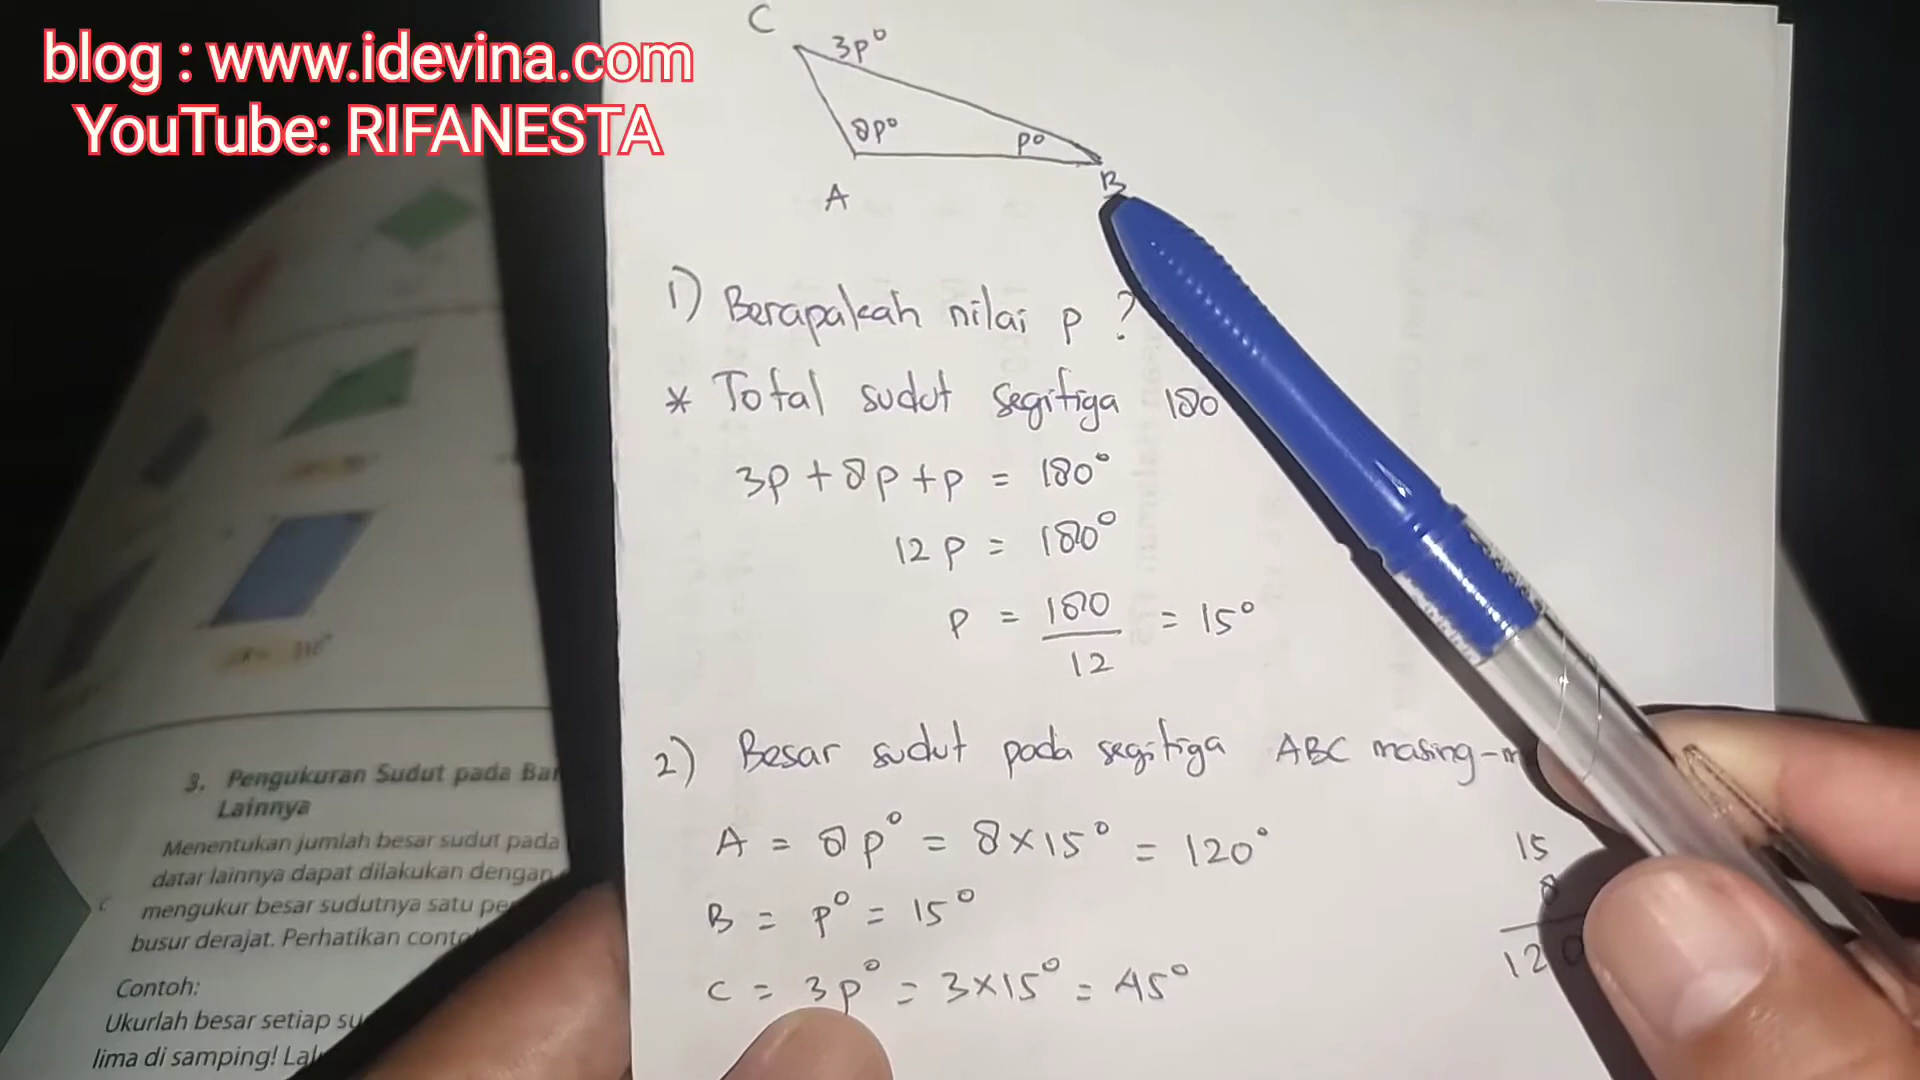 blog : www.idevina.com
YouTube: RIFANESTA
C
3p°
8p°
p°
A
B
1) Berapakah nilai p ?
* Total sudut segitiga 180
3p + 8p + p = 180°
12 p = 180°
p = 180 / 12 = 15°
2) Besar sudut pada segitiga ABC masing-m
A = 8p° = 8 x 15° = 120°
B = p° = 15°
C = 3p° = 3 x 15° = 45°
15
8
120
3. Pengukuran Sudut pada Ba
Lainnya
Menentukan jumlah besar sudut pada
datar lainnya dapat dilakukan dengan
mengukur besar sudutnya satu pe
busur derajat. Perhatikan conto
Contoh:
Ukurlah besar setiap su
lima di samping! La